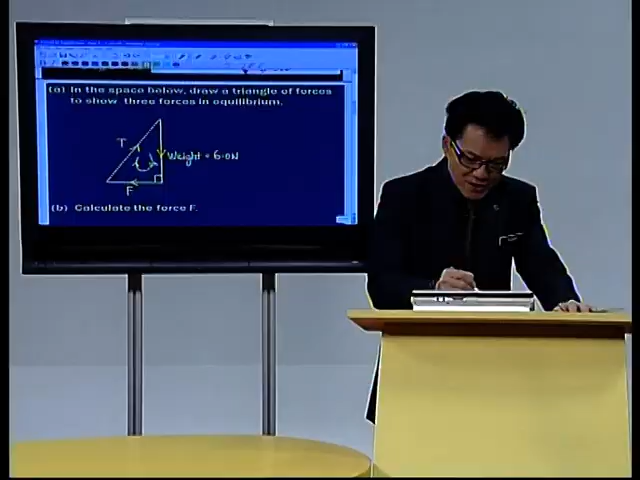 (a) In the space below, draw a triangle of forces
to show three forces in equilibrium.
T
Weight = 6.0N
F
(b) Calculate the force F.